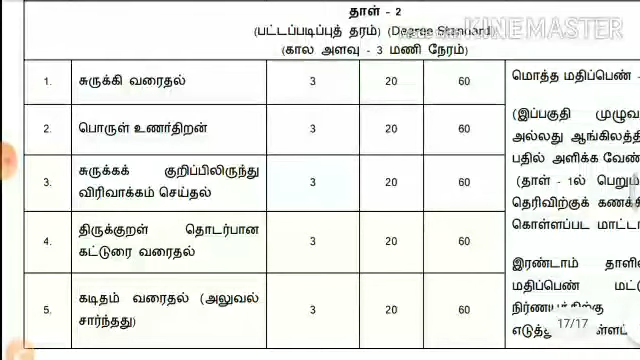 தாள் - 2
(பட்டப்படிப்புத் தரம்) (Degree Standard)
(கால அளவு - 3 மணி நேரம்)
KINEMASTER
1. சுருக்கி வரைதல் 3 20 60
2. பொருள் உணர்திறன் 3 20 60
3. சுருக்கக் குறிப்பிலிருந்து
விரிவாக்கம் செய்தல் 3 20 60
4. திருக்குறள் தொடர்பான
கட்டுரை வரைதல் 3 20 60
5. கடிதம் வரைதல் (அலுவல்
சார்ந்தது) 3 20 60
மொத்த மதிப்பெண் -
(இப்பகுதி முழுவ
அல்லது ஆங்கிலத்தி
பதில் அளிக்க வேண்
(தாள் - 1ல் பெறும்
தெரிவிற்குக் கணக்கி
கொள்ளப்பட மாட்டா
இரண்டாம் தாளி
மதிப்பெண் மட்டு
நிர்ணயத்திற்கு
17/17